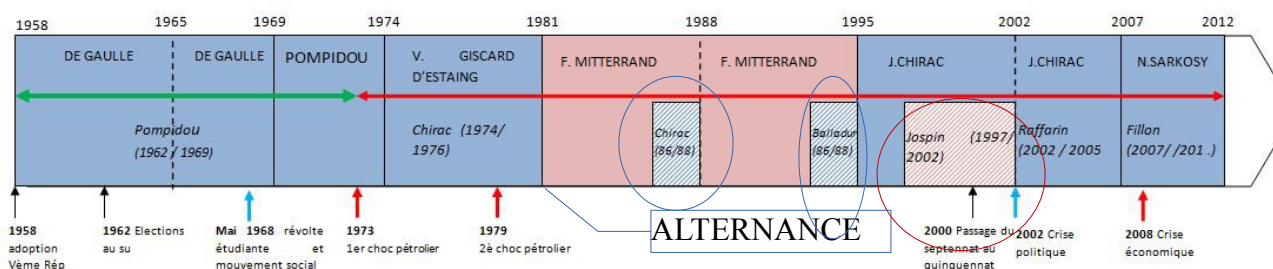 1958 1965 1969 1974 1981 1988 1995 2002 2007 2012
DE GAULLE DE GAULLE POMPIDOU V. GISCARD D'ESTAING F. MITTERRAND F. MITTERRAND J.CHIRAC J.CHIRAC N.SARKOSY
Pompidou
(1962 / 1969)
Chirac (1974/
1976)
Chirac
(86/88)
Balladur
(86/88)
Jospin (1997/
2002)
Raffarin
(2002 / 2005
Fillon
(2007/ /201 .)
ALTERNANCE
1958
adoption
Vème Rép
1962 Elections
au su
Mai 1968 révolte
étudiante et
mouvement social
1973
1er choc pétrolier
1979
2è choc pétrolier
2000 Passage du
septennat au
quinquennat
2002 Crise
politique
2008 Crise
économique